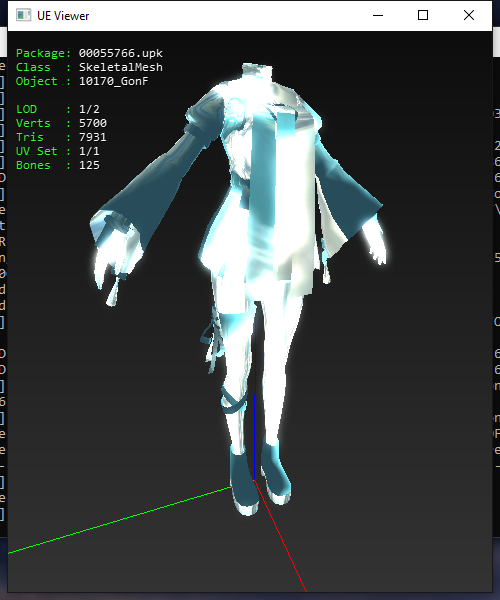 UE Viewer
Package: 00055766.upk
Class : SkeletalMesh
Object : 10170_GonF
LOD : 1/2
Verts : 5700
Tris : 7931
UV Set : 1/1
Bones : 125